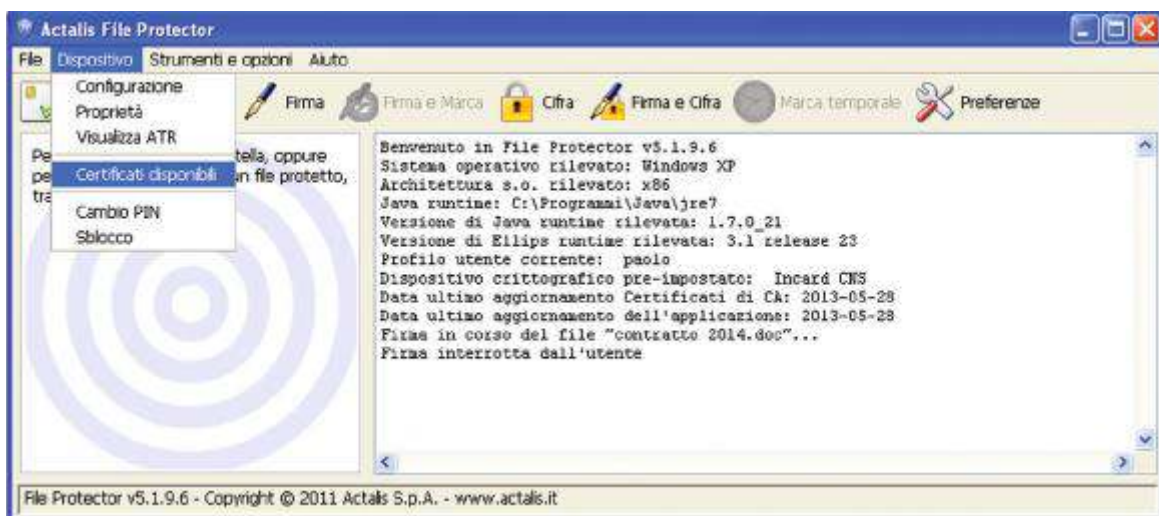 Actalis File Protector
File Dispositivo Strumenti e opzioni Aiuto
Configurazione
Proprietà
Visualizza ATR
Certificati disponibili
Cambio PIN
Sblocco
Firma Firma e Marca Cifra Firma e Cifra Marca temporale Preferenze
Pe tella, oppure
pe un file protetto,
tra
Benvenuto in File Protector v5.1.9.6
Sistema operativo rilevato: Windows XP
Architettura s.o. rilevato: x86
Java runtime: C:\Programmi\Java\jre7
Versione di Java runtime rilevata: 1.7.0_21
Versione di Ellips runtime rilevata: 3.1 release 23
Profilo utente corrente: paolo
Dispositivo crittografico pre-impostato: Incard CNS
Data ultimo aggiornamento Certificati di CA: 2013-05-28
Data ultimo aggiornamento dell'applicazione: 2013-05-28
Firma in corso del file "contratto 2014.doc"...
Firma interrotta dall'utente
File Protector v5.1.9.6 - Copyright © 2011 Actalis S.p.A. - www.actalis.it